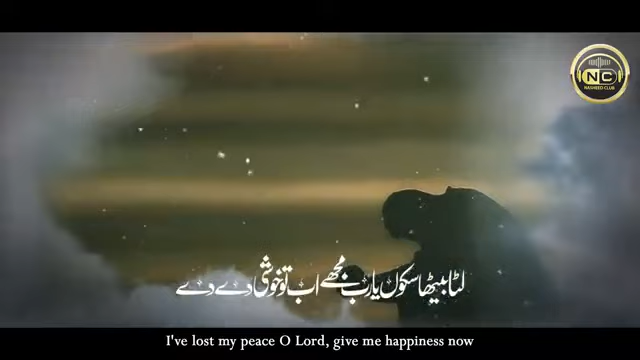 NC
NASHEED CLUB
لٹا بیٹھا سکوں یارب مجھے اب تو خوشی دے دے
I've lost my peace O Lord, give me happiness now